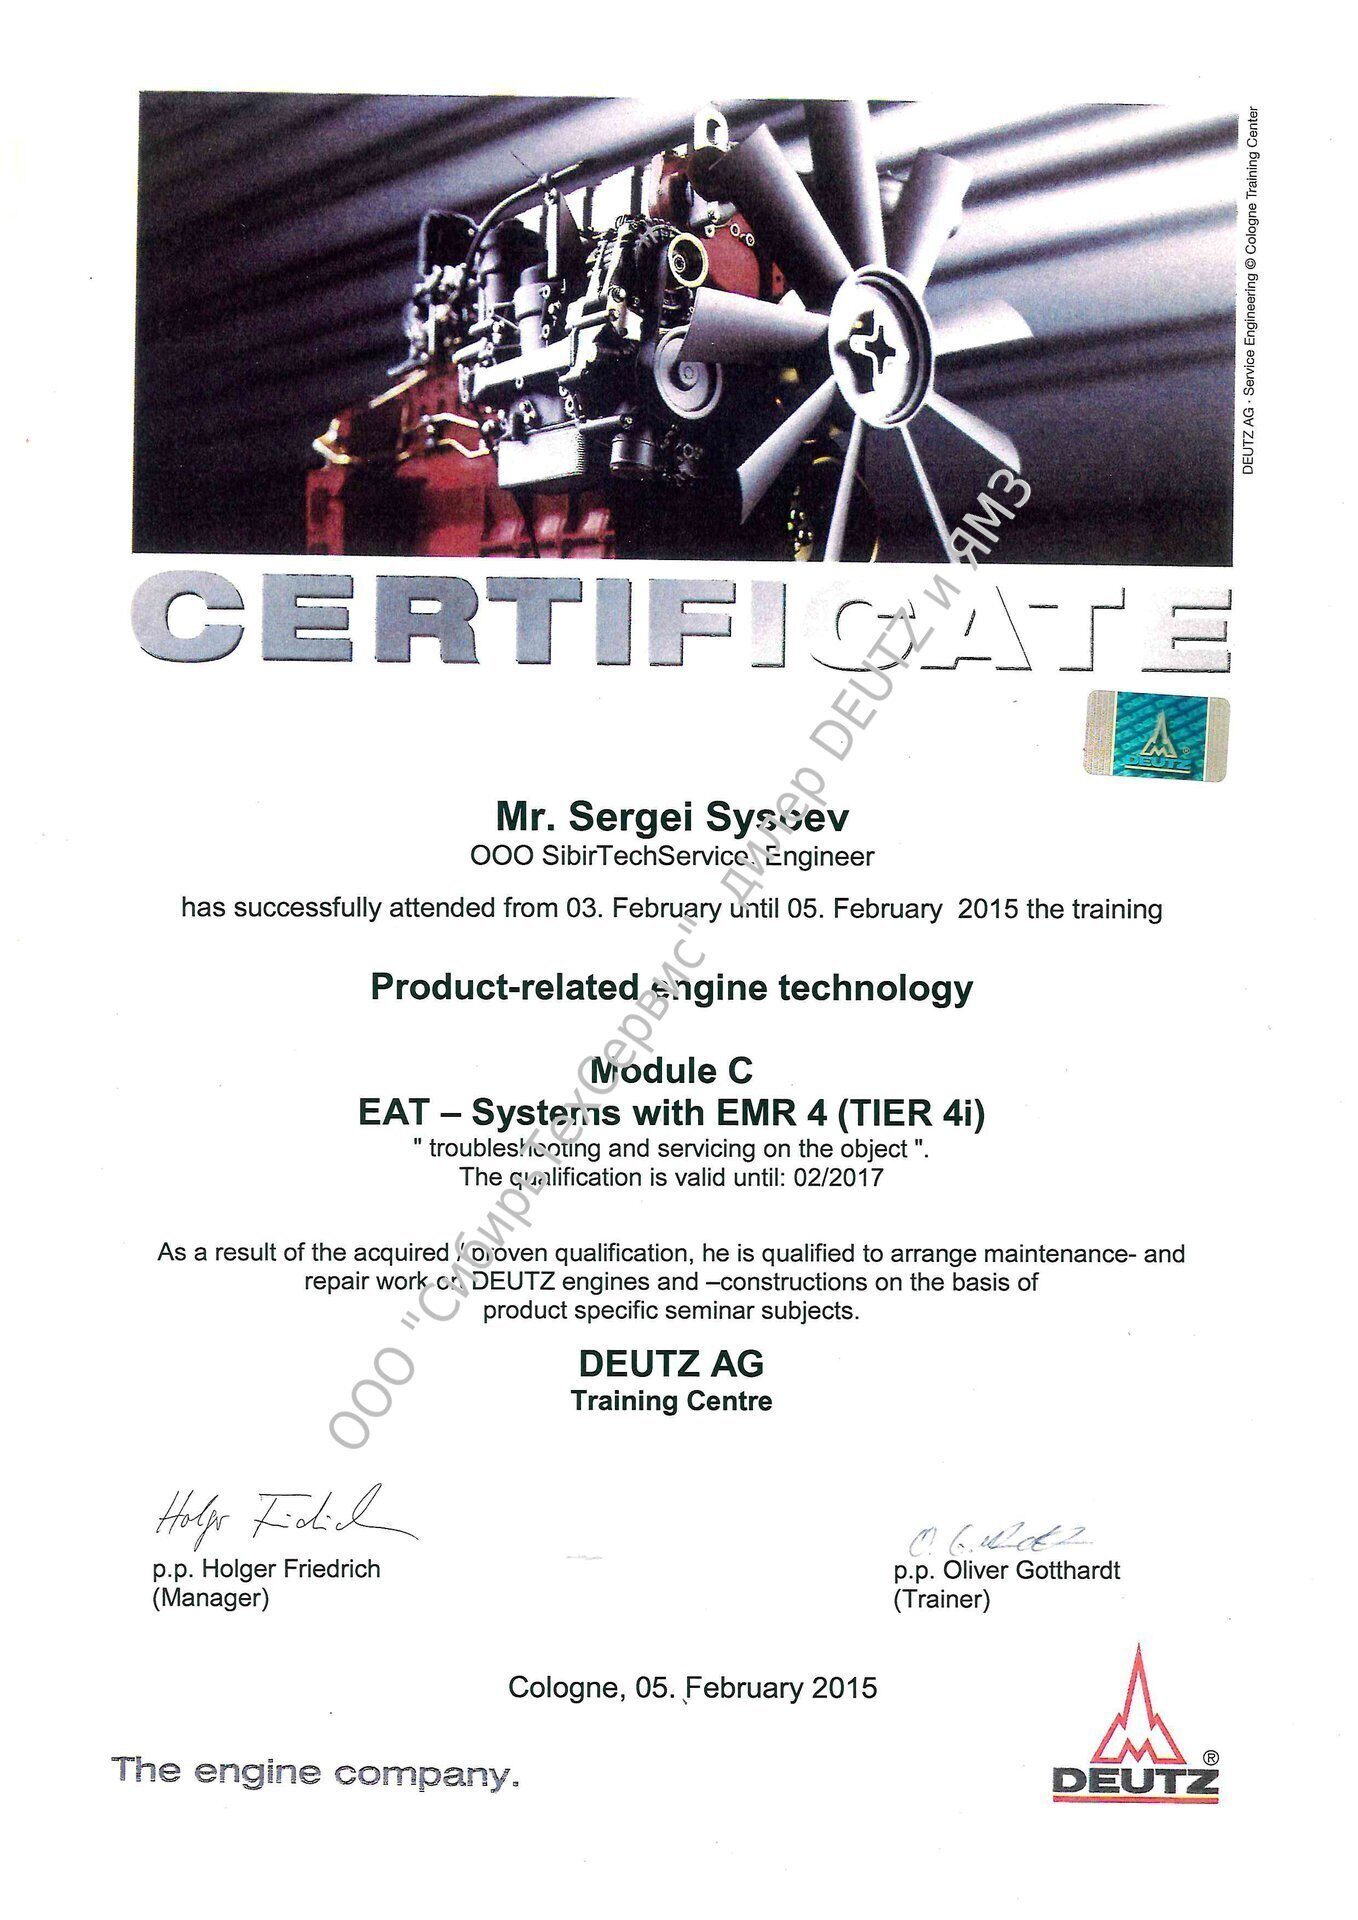 DEUTZ AG · Service Engineering © Cologne Training Center
CERTIFICATE
DEUTZ ®
Mr. Sergei Syscev
OOO SibirTechService, Engineer
has successfully attended from 03. February until 05. February 2015 the training
Product-related engine technology
Module C
EAT – Systems with EMR 4 (TIER 4i)
" troubleshooting and servicing on the object ".
The qualification is valid until: 02/2017
As a result of the acquired / proven qualification, he is qualified to arrange maintenance- and
repair work on DEUTZ engines and –constructions on the basis of
product specific seminar subjects.
DEUTZ AG
Training Centre
ООО "СибирьТехСервис" дилер DEUTZ и ЯМЗ
Holger Friedrich
p.p. Holger Friedrich
(Manager)
p.p. Oliver Gotthardt
(Trainer)
Cologne, 05. February 2015
The engine company.
DEUTZ ®